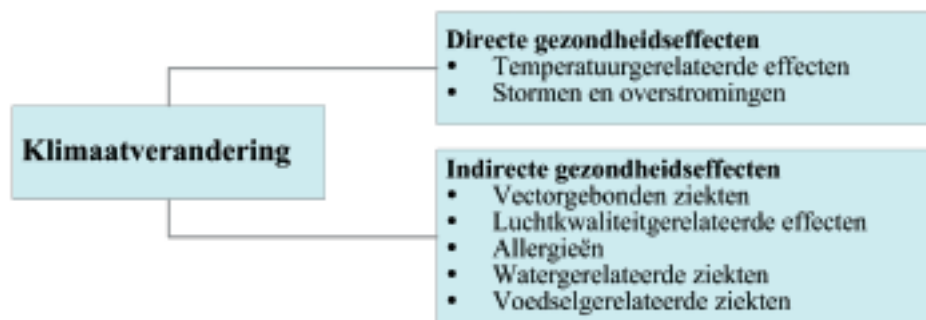 Klimaatverandering
Directe gezondheidseffecten
• Temperatuurgerelateerde effecten
• Stormen en overstromingen
Indirecte gezondheidseffecten
• Vectorgebonden ziekten
• Luchtkwaliteitgerelateerde effecten
• Allergieën
• Watergerelateerde ziekten
• Voedselgerelateerde ziekten